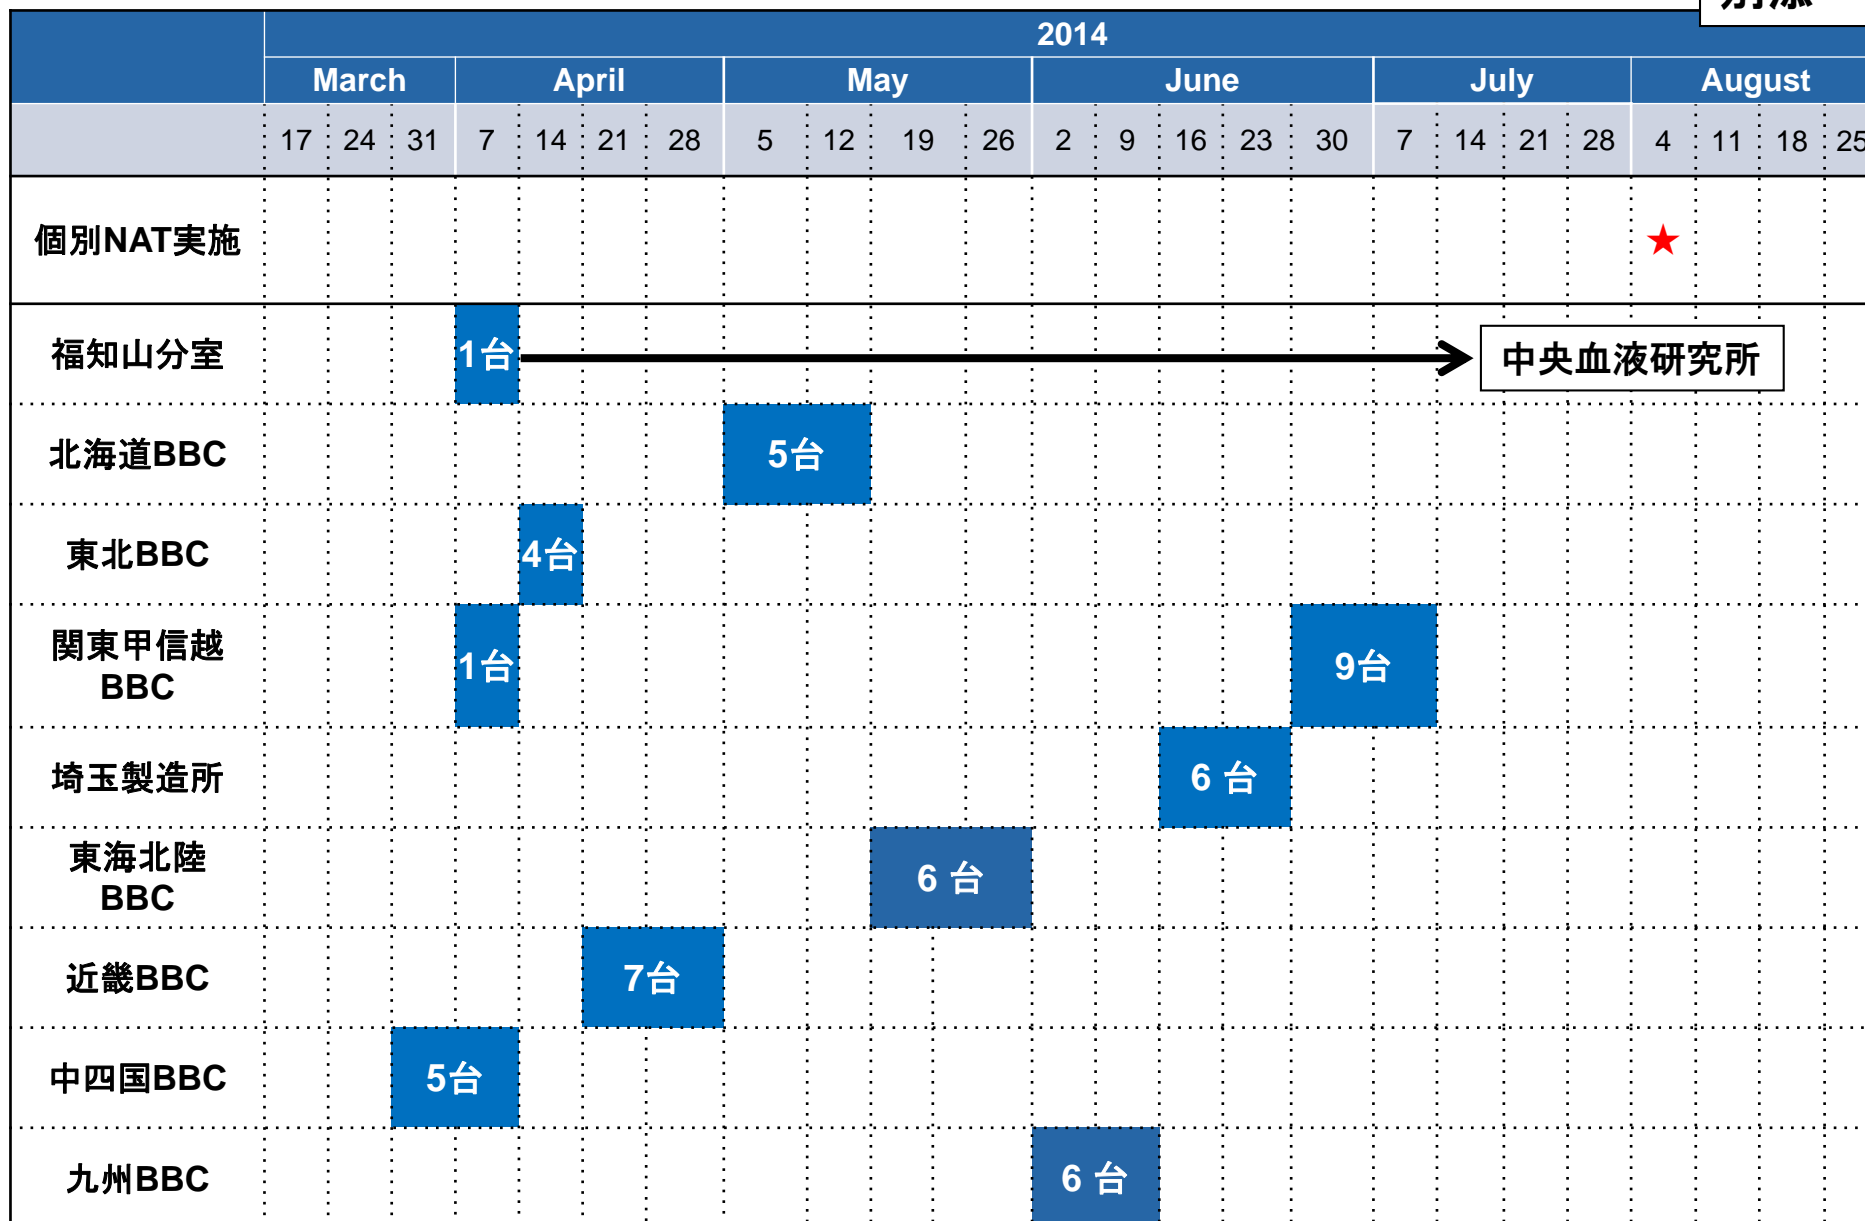 別添
2014
March April May June July August
17 24 31 7 14 21 28 5 12 19 26 2 9 16 23 30 7 14 21 28 4 11 18 25
個別NAT実施 ★
福知山分室 1台 中央血液研究所
北海道BBC 5台
東北BBC 4台
関東甲信越
BBC
1台 9台
埼玉製造所 6 台
東海北陸
BBC
6 台
近畿BBC 7台
中四国BBC 5台
九州BBC 6 台